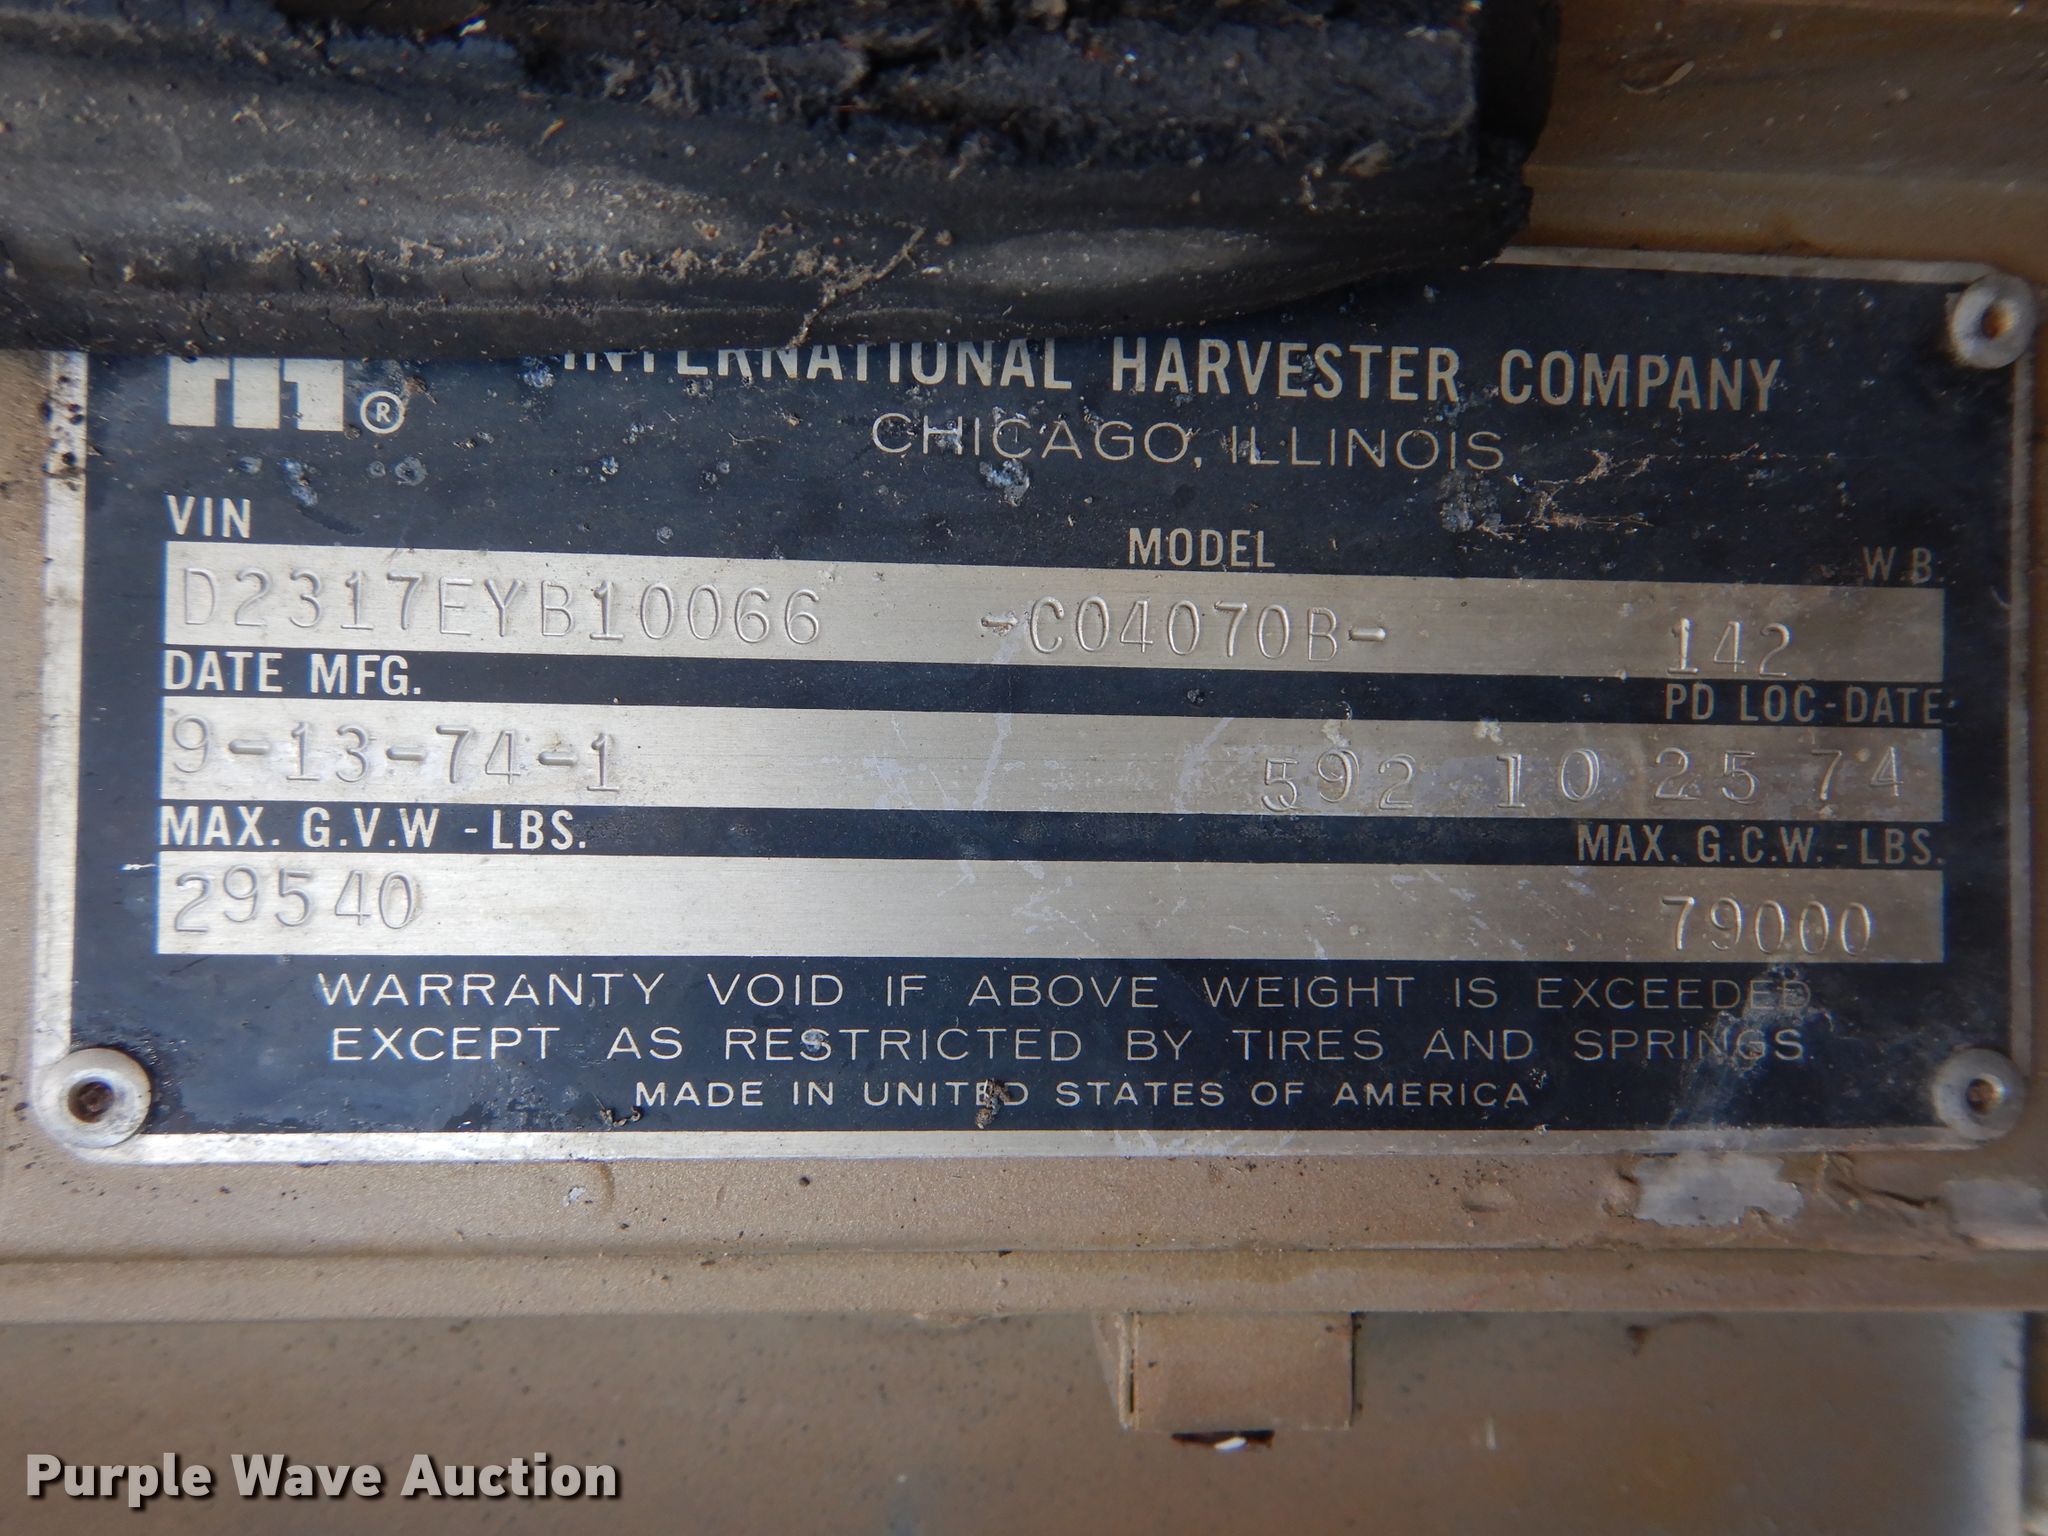 INTERNATIONAL HARVESTER COMPANY
®
CHICAGO, ILLINOIS
VIN MODEL W.B.
D2317EYB10066 -CO4070B- 142
DATE MFG. PD LOC-DATE
9-13-74-1 592 10 25 74
MAX. G.V.W - LBS. MAX. G.C.W. - LBS.
29540 79000
WARRANTY VOID IF ABOVE WEIGHT IS EXCEEDED
EXCEPT AS RESTRICTED BY TIRES AND SPRINGS.
MADE IN UNITED STATES OF AMERICA
Purple Wave Auction